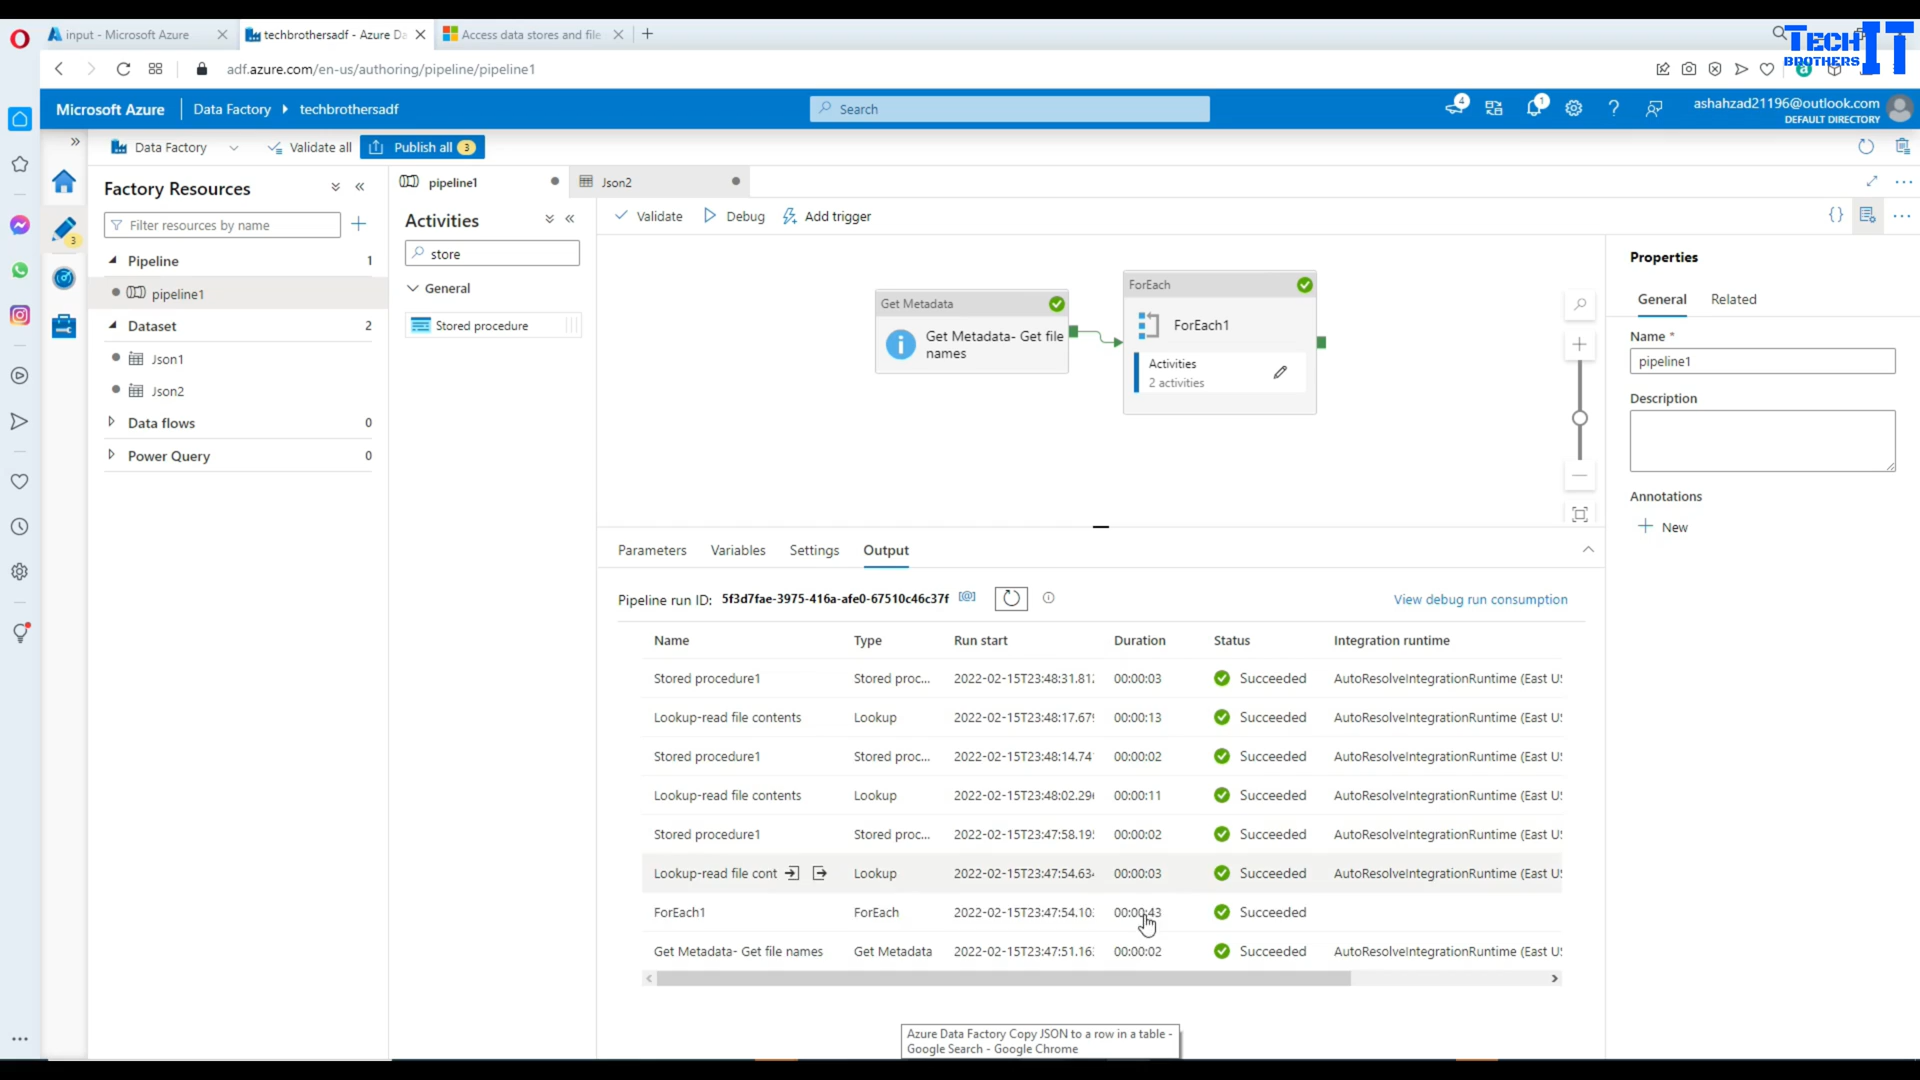 input - Microsoft Azure
techbrothersadf - Azure Da
Access data stores and file
TECH IT
BROTHERS
adf.azure.com/en-us/authoring/pipeline/pipeline1
Microsoft Azure
Data Factory
techbrothersadf
Search
4
1
ashahzad21196@outlook.com
DEFAULT DIRECTORY
Data Factory
Validate all
Publish all 3
Factory Resources
Filter resources by name
3
Pipeline 1
pipeline1
Dataset 2
Json1
Json2
Data flows 0
Power Query 0
pipeline1
Json2
Activities
store
General
Stored procedure
Validate
Debug
Add trigger
Get Metadata
Get Metadata- Get file
names
ForEach
ForEach1
Activities
2 activities
Properties
General
Related
Name *
pipeline1
Description
Annotations
New
Parameters
Variables
Settings
Output
Pipeline run ID: 5f3d7fae-3975-416a-afe0-67510c46c37f
View debug run consumption
Name Type Run start Duration Status Integration runtime
Stored procedure1 Stored proc... 2022-02-15T23:48:31.81 00:00:03 Succeeded AutoResolveIntegrationRuntime (East U
Lookup-read file contents Lookup 2022-02-15T23:48:17.679 00:00:13 Succeeded AutoResolveIntegrationRuntime (East U
Stored procedure1 Stored proc... 2022-02-15T23:48:14.74 00:00:02 Succeeded AutoResolveIntegrationRuntime (East U
Lookup-read file contents Lookup 2022-02-15T23:48:02.29 00:00:11 Succeeded AutoResolveIntegrationRuntime (East U
Stored procedure1 Stored proc... 2022-02-15T23:47:58.19 00:00:02 Succeeded AutoResolveIntegrationRuntime (East U
Lookup-read file cont Lookup 2022-02-15T23:47:54.63 00:00:03 Succeeded AutoResolveIntegrationRuntime (East U
ForEach1 ForEach 2022-02-15T23:47:54.10 00:00:43 Succeeded
Get Metadata- Get file names Get Metadata 2022-02-15T23:47:51.16 00:00:02 Succeeded AutoResolveIntegrationRuntime (East U
Azure Data Factory Copy JSON to a row in a table -
Google Search - Google Chrome